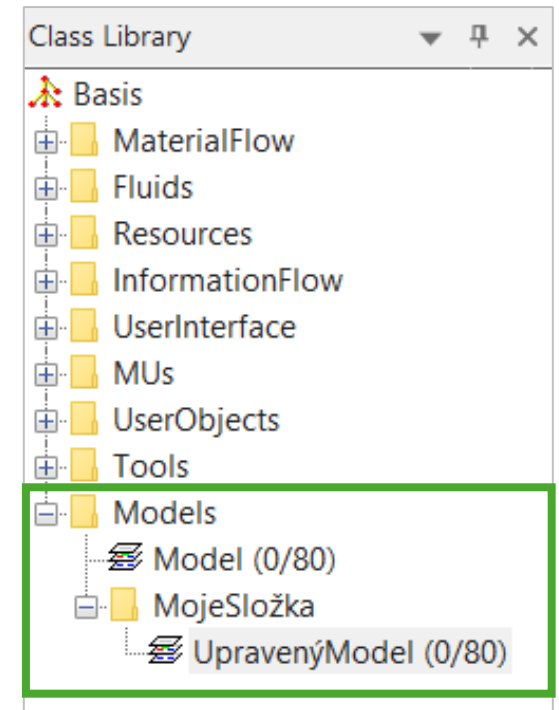 Class Library
Basis
MaterialFlow
Fluids
Resources
InformationFlow
UserInterface
MUs
UserObjects
Tools
Models
Model (0/80)
MojeSložka
UpravenýModel (0/80)